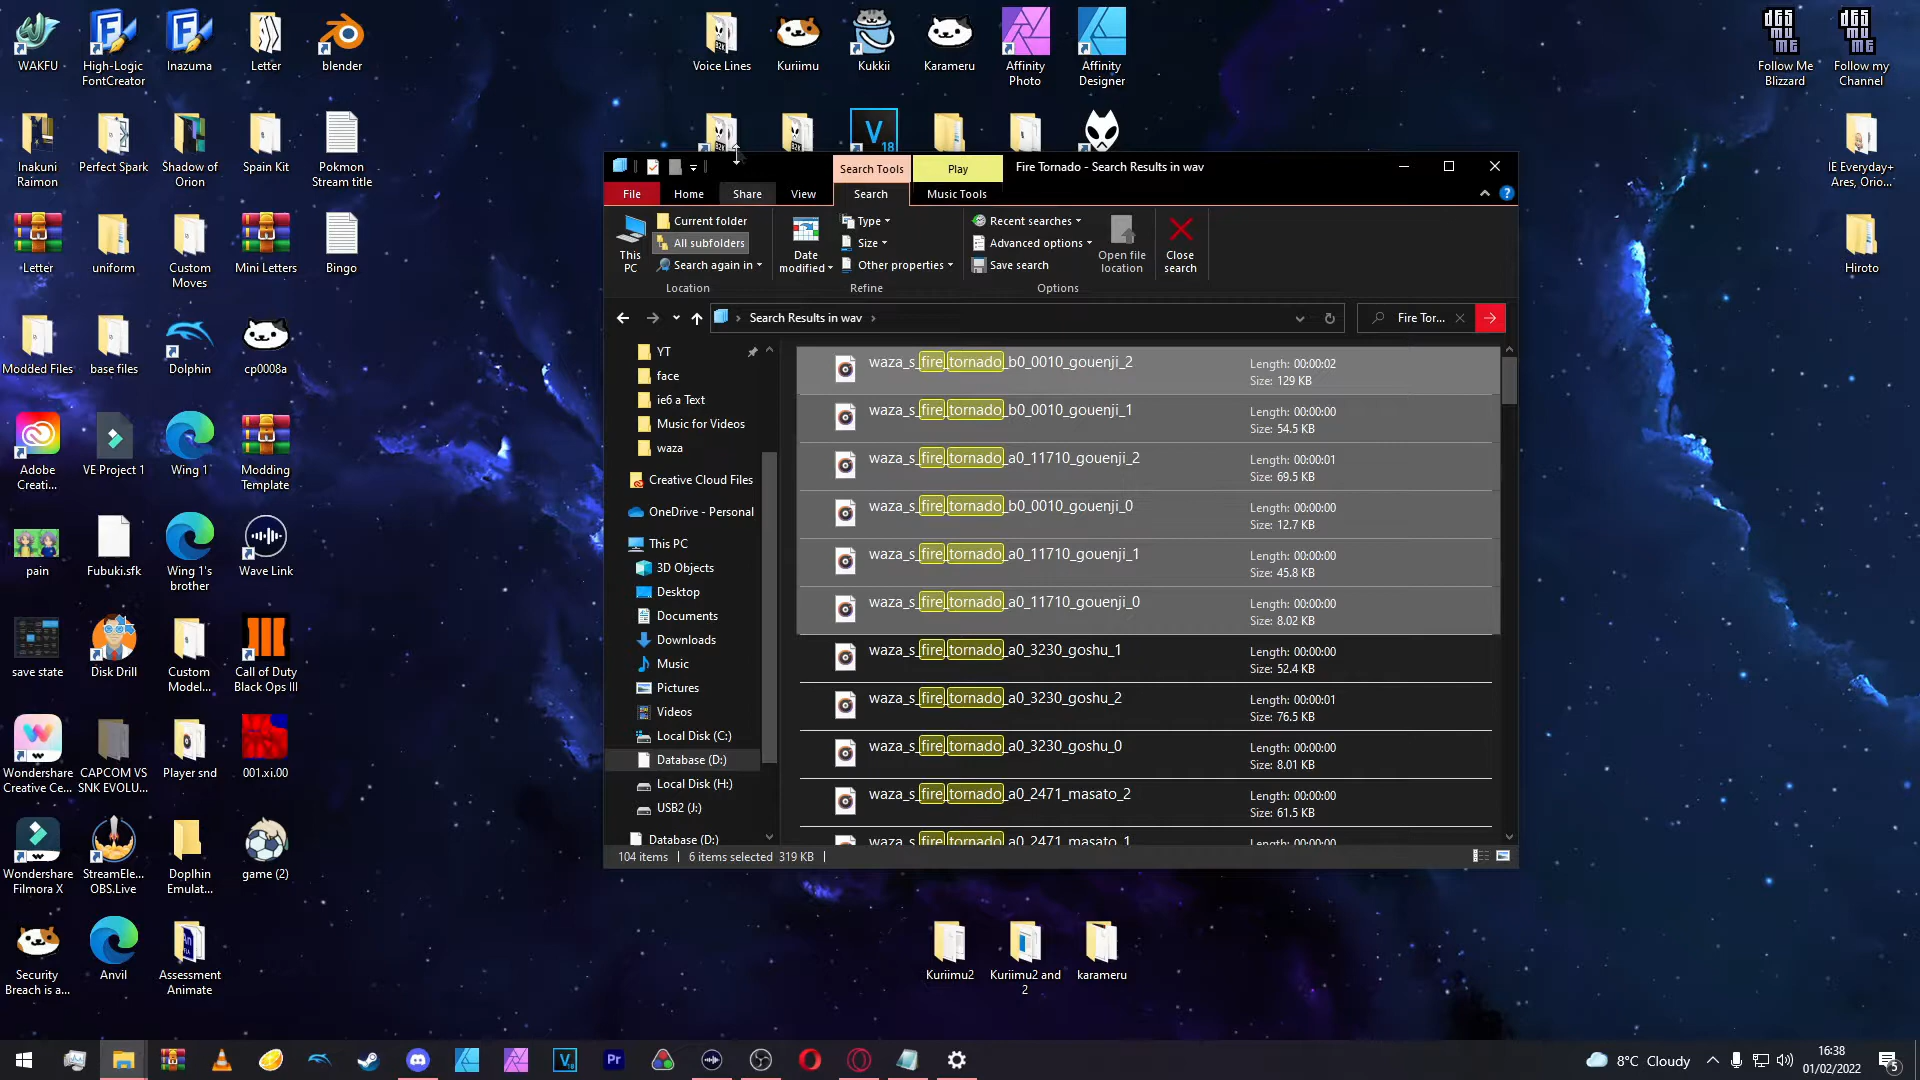 WAKFU
High-Logic
FontCreator
Inazuma
Letter
blender
Voice Lines
Kuriimu
Kukkii
Karameru
Affinity
Photo
Affinity
Designer
Follow Me
Blizzard
Follow my
Channel
Inakuni
Raimon
Perfect Spark
Shadow of
Orion
Spain Kit
Pokmon
Stream title
IE Everyday+
Ares, Orio...
Letter
uniform
Custom
Moves
Mini Letters
Bingo
Hiroto
Modded Files
base files
Dolphin
cp0008a
Adobe
Creati...
VE Project 1
Wing 1
Modding
Template
pain
Fubuki.sfk
Wing 1's
brother
Wave Link
save state
Disk Drill
Custom
Model...
Call of Duty
Black Ops III
Wondershare
Creative Ce...
CAPCOM VS
SNK EVOLU...
Player snd
001.xi.00
Wondershare
Filmora X
StreamEle...
OBS.Live
Doplhin
Emulat...
game (2)
Security
Breach is a...
Anvil
Assessment
Animate
Kuriimu2
Kuriimu2 and
2
karameru
Search Tools
Play
Fire Tornado - Search Results in wav
File
Home
Share
View
Search
Music Tools
This
PC
Current folder
All subfolders
Search again in
Location
Date
modified
Type
Size
Other properties
Refine
Recent searches
Advanced options
Save search
Options
Open file
location
Close
search
Search Results in wav
Fire Tor...
YT
face
ie6 a Text
Music for Videos
waza
Creative Cloud Files
OneDrive - Personal
This PC
3D Objects
Desktop
Documents
Downloads
Music
Pictures
Videos
Local Disk (C:)
Database (D:)
Local Disk (H:)
USB2 (J:)
Database (D:)
waza_s_fire_tornado_b0_0010_gouenji_2
Length: 00:00:02
Size: 129 KB
waza_s_fire_tornado_b0_0010_gouenji_1
Length: 00:00:00
Size: 54.5 KB
waza_s_fire_tornado_a0_11710_gouenji_2
Length: 00:00:01
Size: 69.5 KB
waza_s_fire_tornado_b0_0010_gouenji_0
Length: 00:00:00
Size: 12.7 KB
waza_s_fire_tornado_a0_11710_gouenji_1
Length: 00:00:00
Size: 45.8 KB
waza_s_fire_tornado_a0_11710_gouenji_0
Length: 00:00:00
Size: 8.02 KB
waza_s_fire_tornado_a0_3230_goshu_1
Length: 00:00:00
Size: 52.4 KB
waza_s_fire_tornado_a0_3230_goshu_2
Length: 00:00:01
Size: 76.5 KB
waza_s_fire_tornado_a0_3230_goshu_0
Length: 00:00:00
Size: 8.01 KB
waza_s_fire_tornado_a0_2471_masato_2
Length: 00:00:00
Size: 61.5 KB
waza_s_fire_tornado_a0_2471_masato_1
Length: 00:00:00
104 items
6 items selected 319 KB
8°C Cloudy
16:38
01/02/2022
5